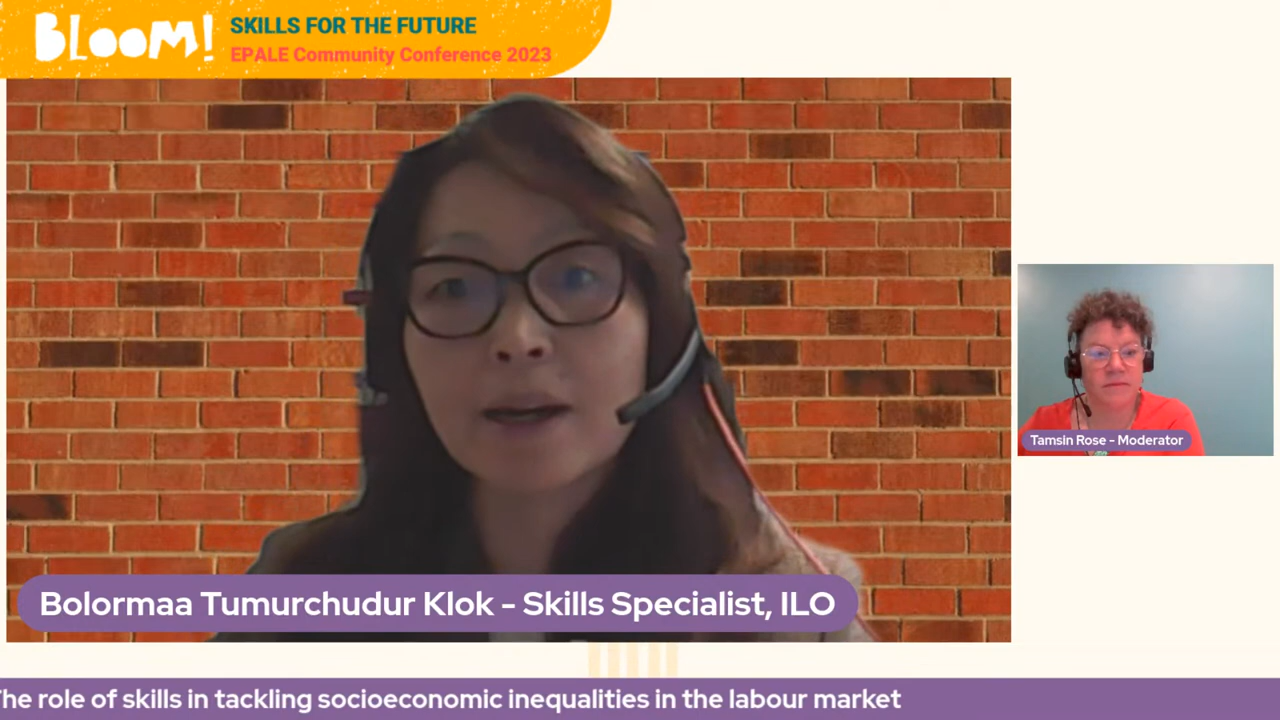 BLOOM!
SKILLS FOR THE FUTURE
EPALE Community Conference 2023
Tamsin Rose - Moderator
Bolormaa Tumurchudur Klok - Skills Specialist, ILO
The role of skills in tackling socioeconomic inequalities in the labour market